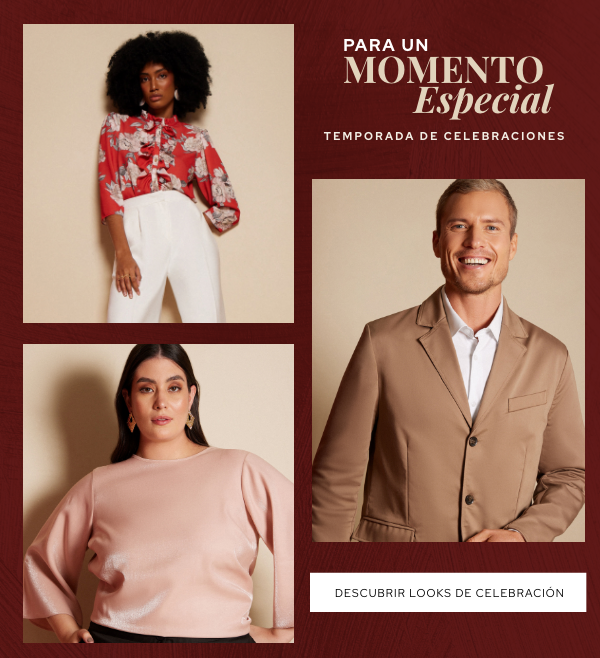 PARA UN
MOMENTO
Especial
TEMPORADA DE CELEBRACIONES
DESCUBRIR LOOKS DE CELEBRACIÓN